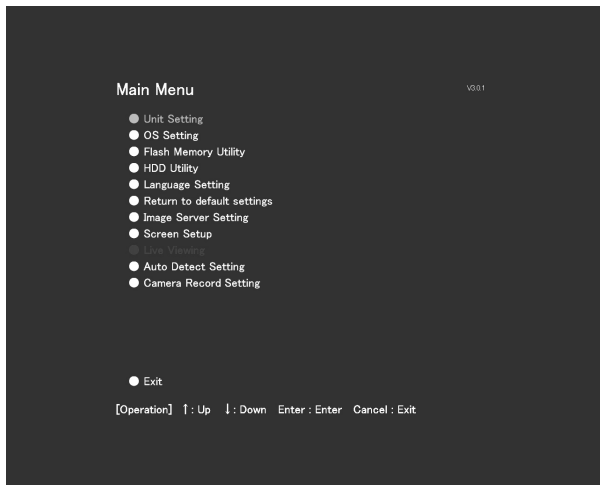 Main Menu
V3.0.1
Unit Setting
OS Setting
Flash Memory Utility
HDD Utility
Language Setting
Return to default settings
Image Server Setting
Screen Setup
Live Viewing
Auto Detect Setting
Camera Record Setting
Exit
[Operation] ↑ : Up ↓ : Down Enter : Enter Cancel : Exit